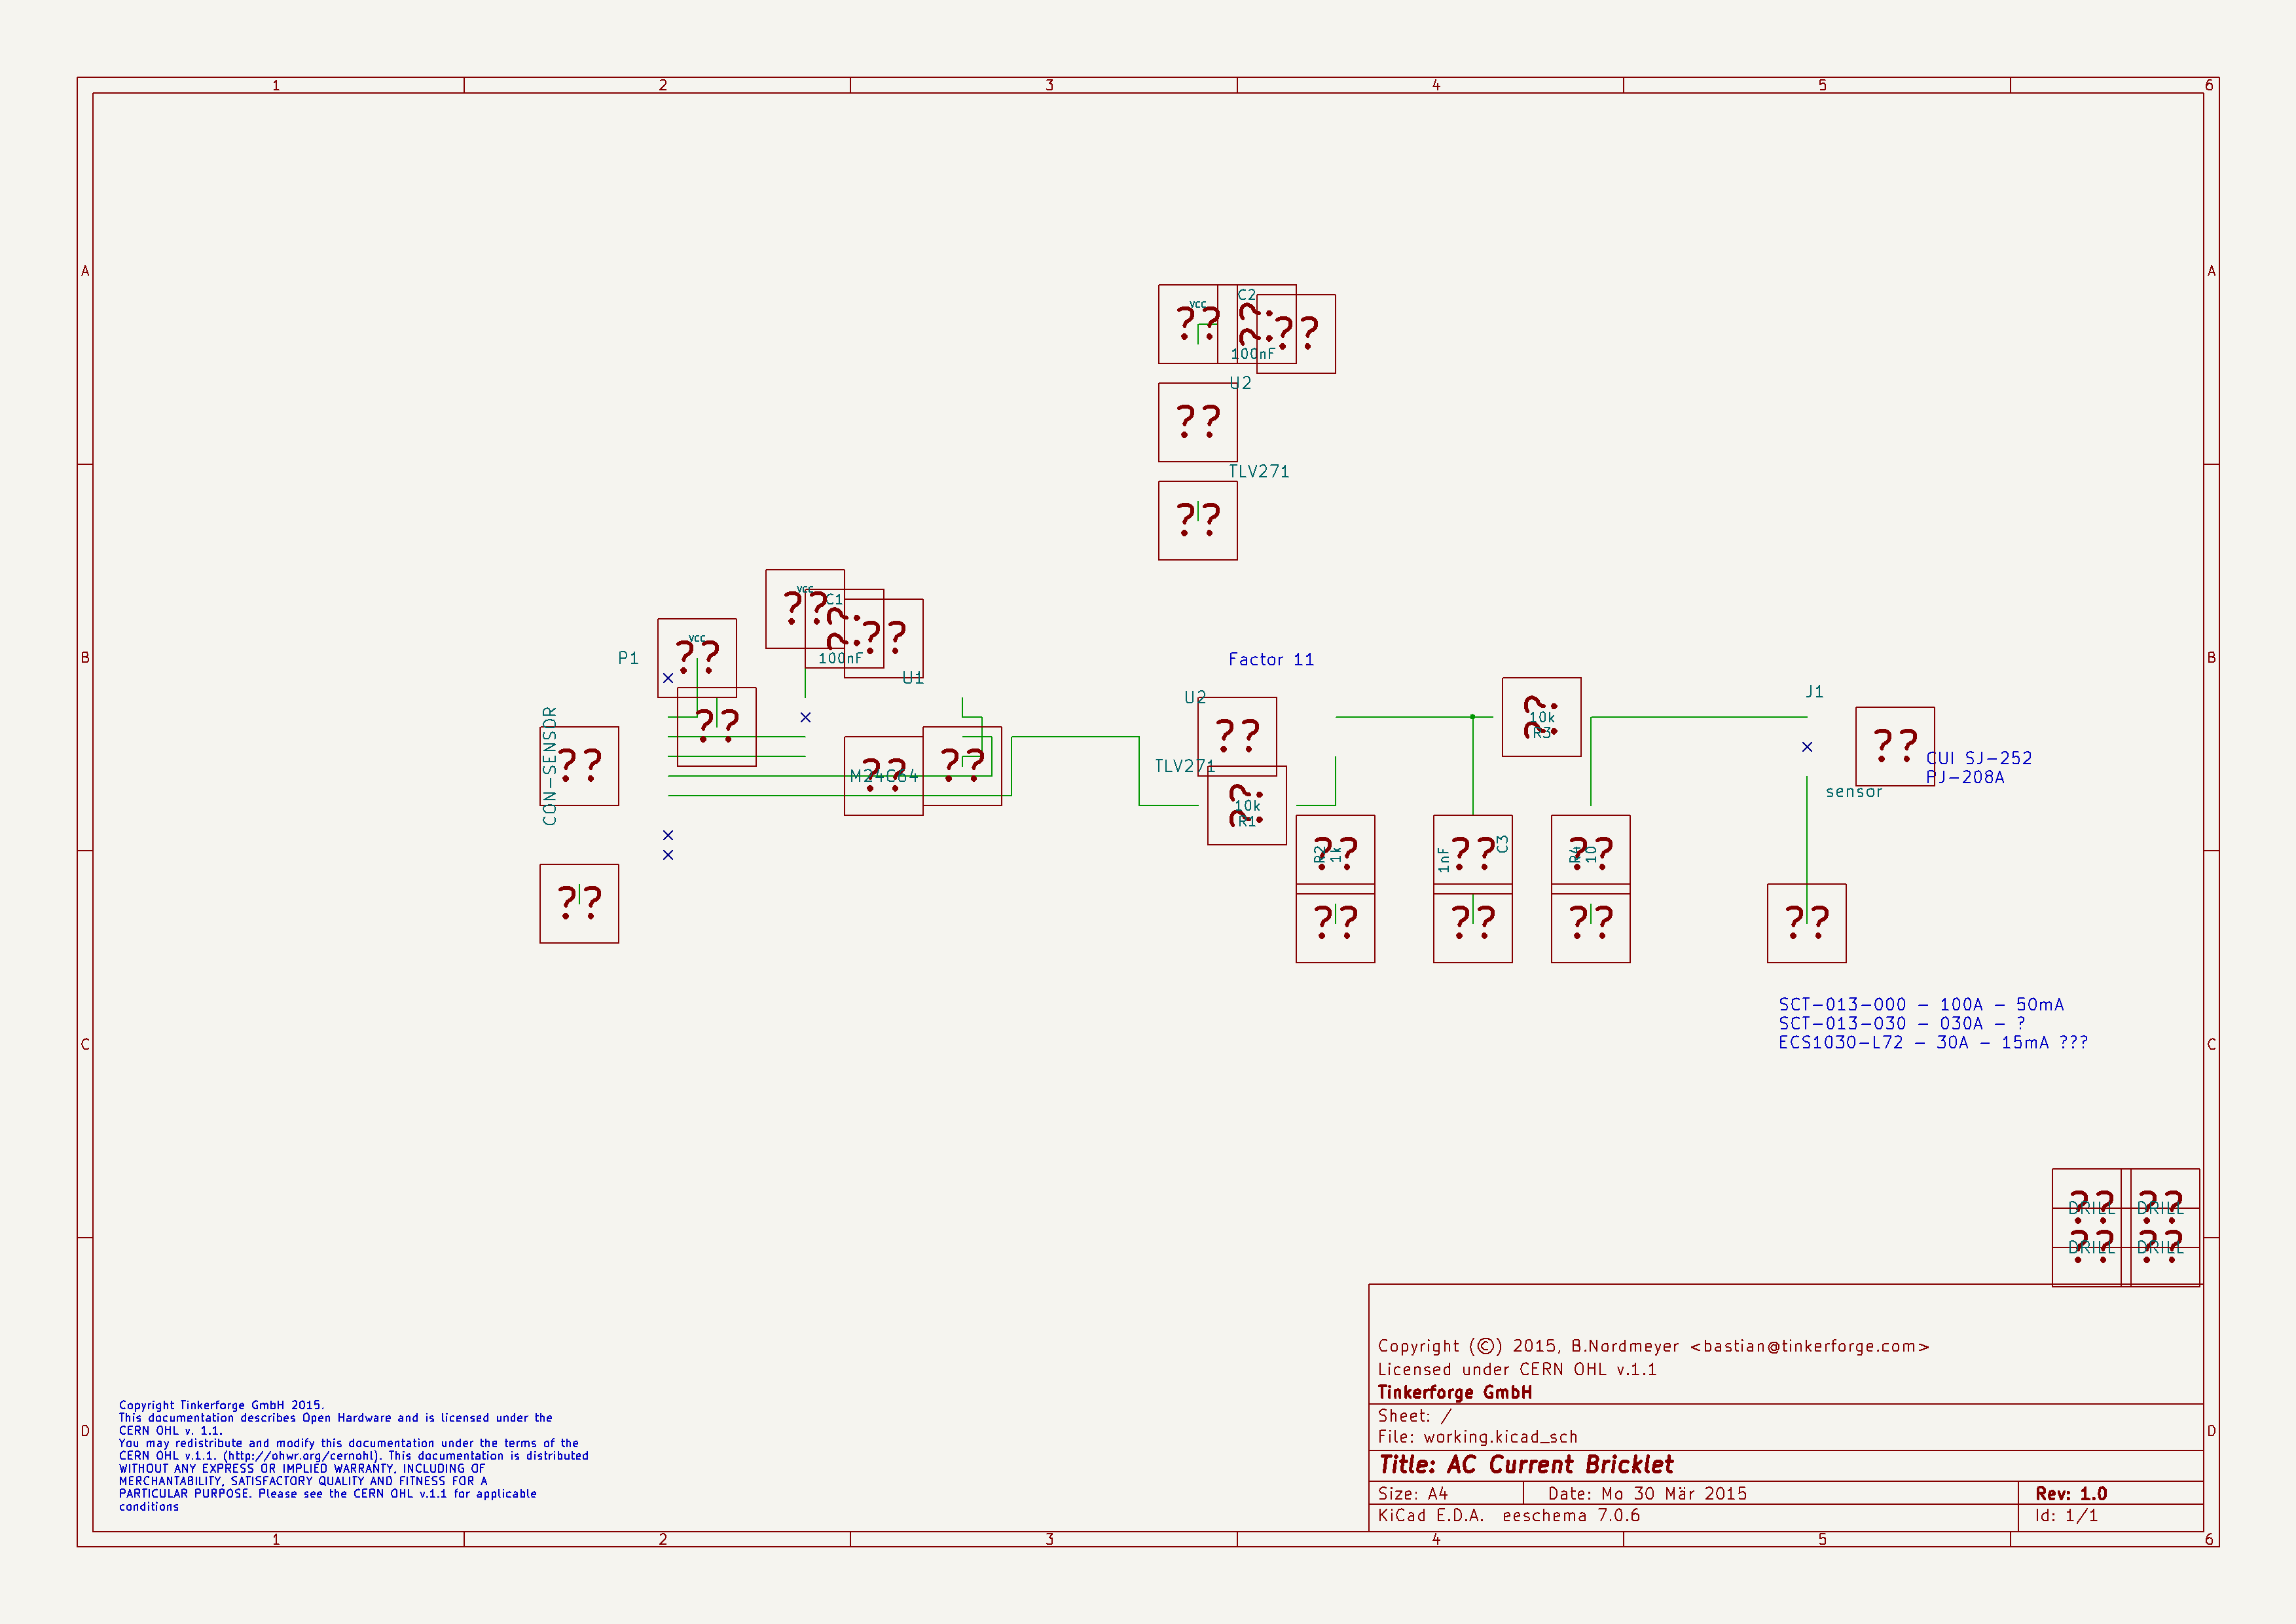 1 2 3 4 5 6
A A
VCC C2
?? ?? ??
100nF
U2
??
TLV271
??
VCC C1
?? ?? ??
100nF
VCC
??
P1
U1
B B
Factor 11
U2
??
TLV271
??
10k
R3
J1
??
CUI SJ-252
PJ-208A
sensor
CON-SENSOR
??
??
M24C64
??
??
??
10k
R1
??
R2
1k
??
1nF
C3
??
R4
10
??
??
??
??
??
SCT-013-000 - 100A - 50mA
SCT-013-030 - 030A - ?
ECS1030-L72 - 30A - 15mA ???
C C
?? ??
DRILL DRILL
?? ??
DRILL DRILL
Copyright (©) 2015, B.Nordmeyer <bastian@tinkerforge.com>
Licensed under CERN OHL v.1.1
Tinkerforge GmbH
Sheet: /
File: working.kicad_sch
Title: AC Current Bricklet
Size: A4 Date: Mo 30 Mär 2015 Rev: 1.0
KiCad E.D.A. eeschema 7.0.6 Id: 1/1
Copyright Tinkerforge GmbH 2015.
This documentation describes Open Hardware and is licensed under the
CERN OHL v. 1.1.
You may redistribute and modify this documentation under the terms of the
CERN OHL v.1.1. (http://ohwr.org/cernohl). This documentation is distributed
WITHOUT ANY EXPRESS OR IMPLIED WARRANTY, INCLUDING OF
MERCHANTABILITY, SATISFACTORY QUALITY AND FITNESS FOR A
PARTICULAR PURPOSE. Please see the CERN OHL v.1.1 for applicable
conditions
D D
1 2 3 4 5 6